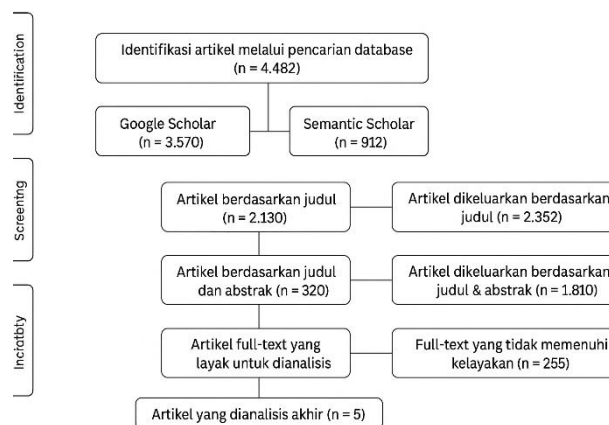 Identification
Identifikasi artikel melalui pencarian database
(n = 4.482)
Google Scholar
(n = 3.570)
Semantic Scholar
(n = 912)
Screentng
Artikel berdasarkan judul
(n = 2.130)
Artikel dikeluarkan berdasarkan
judul (n = 2.352)
Artikel berdasarkan judul
dan abstrak (n = 320)
Artikel dikeluarkan berdasarkan
judul & abstrak (n = 1.810)
Incrdtbty
Artikel full-text yang
layak untuk dianalisis
Full-text yang tidak memenuhi
kelayakan (n = 255)
Artikel yang dianalisis akhir (n = 5)